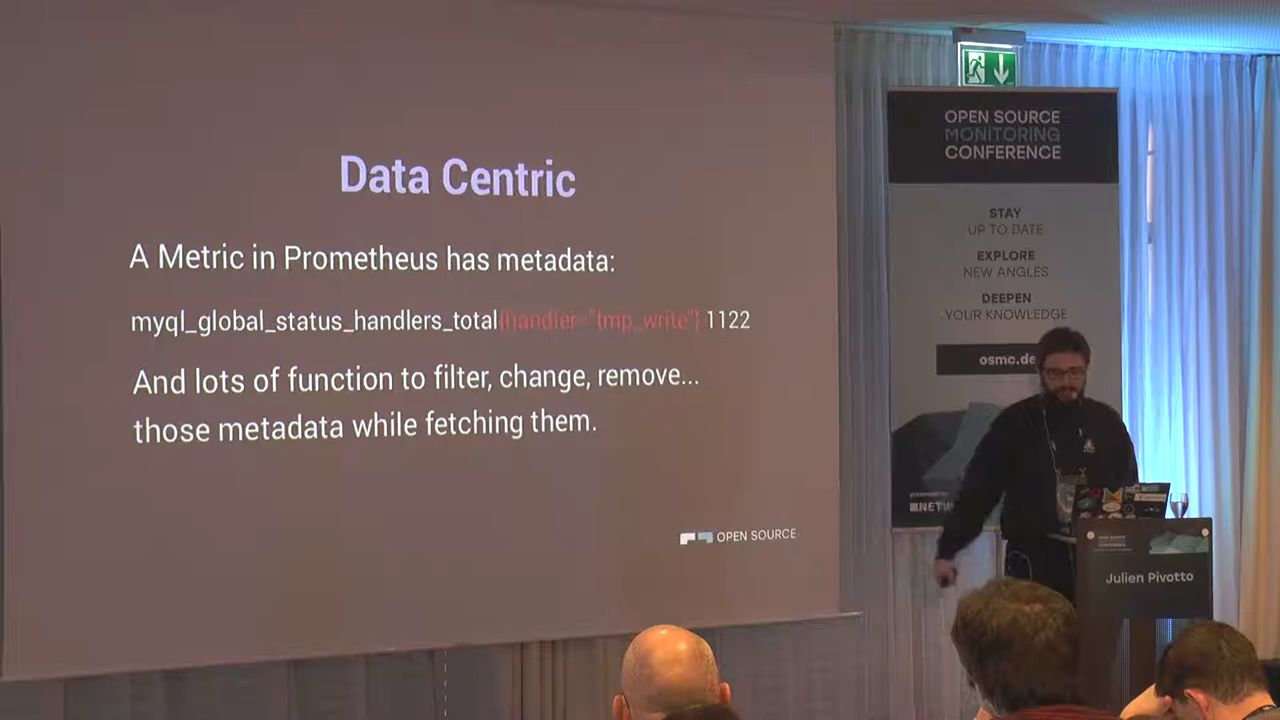 Data Centric
A Metric in Prometheus has metadata:
myql_global_status_handlers_total{handler="tmp_write"} 1122
And lots of function to filter, change, remove...
those metadata while fetching them.
OPEN SOURCE
OPEN SOURCE
MONITORING
CONFERENCE
STAY
UP TO DATE
EXPLORE
NEW ANGLES
DEEPEN
YOUR KNOWLEDGE
osmc.de
Julien Pivotto